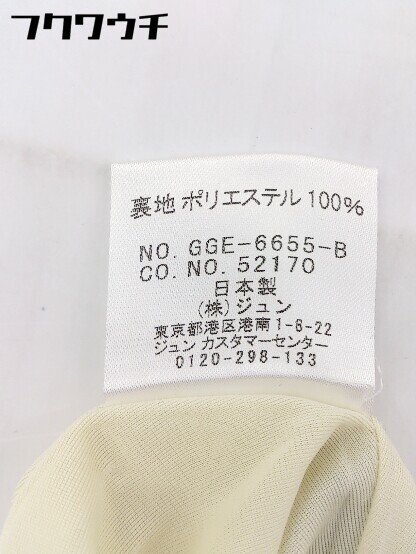 フクワウチ
裏地 ポリエステル 100%
NO. GGE-6655-B
CO. NO. 52170
日本製
(株)ジュン
東京都港区港南1-8-22
ジュン カスタマーセンター
0120-298-133